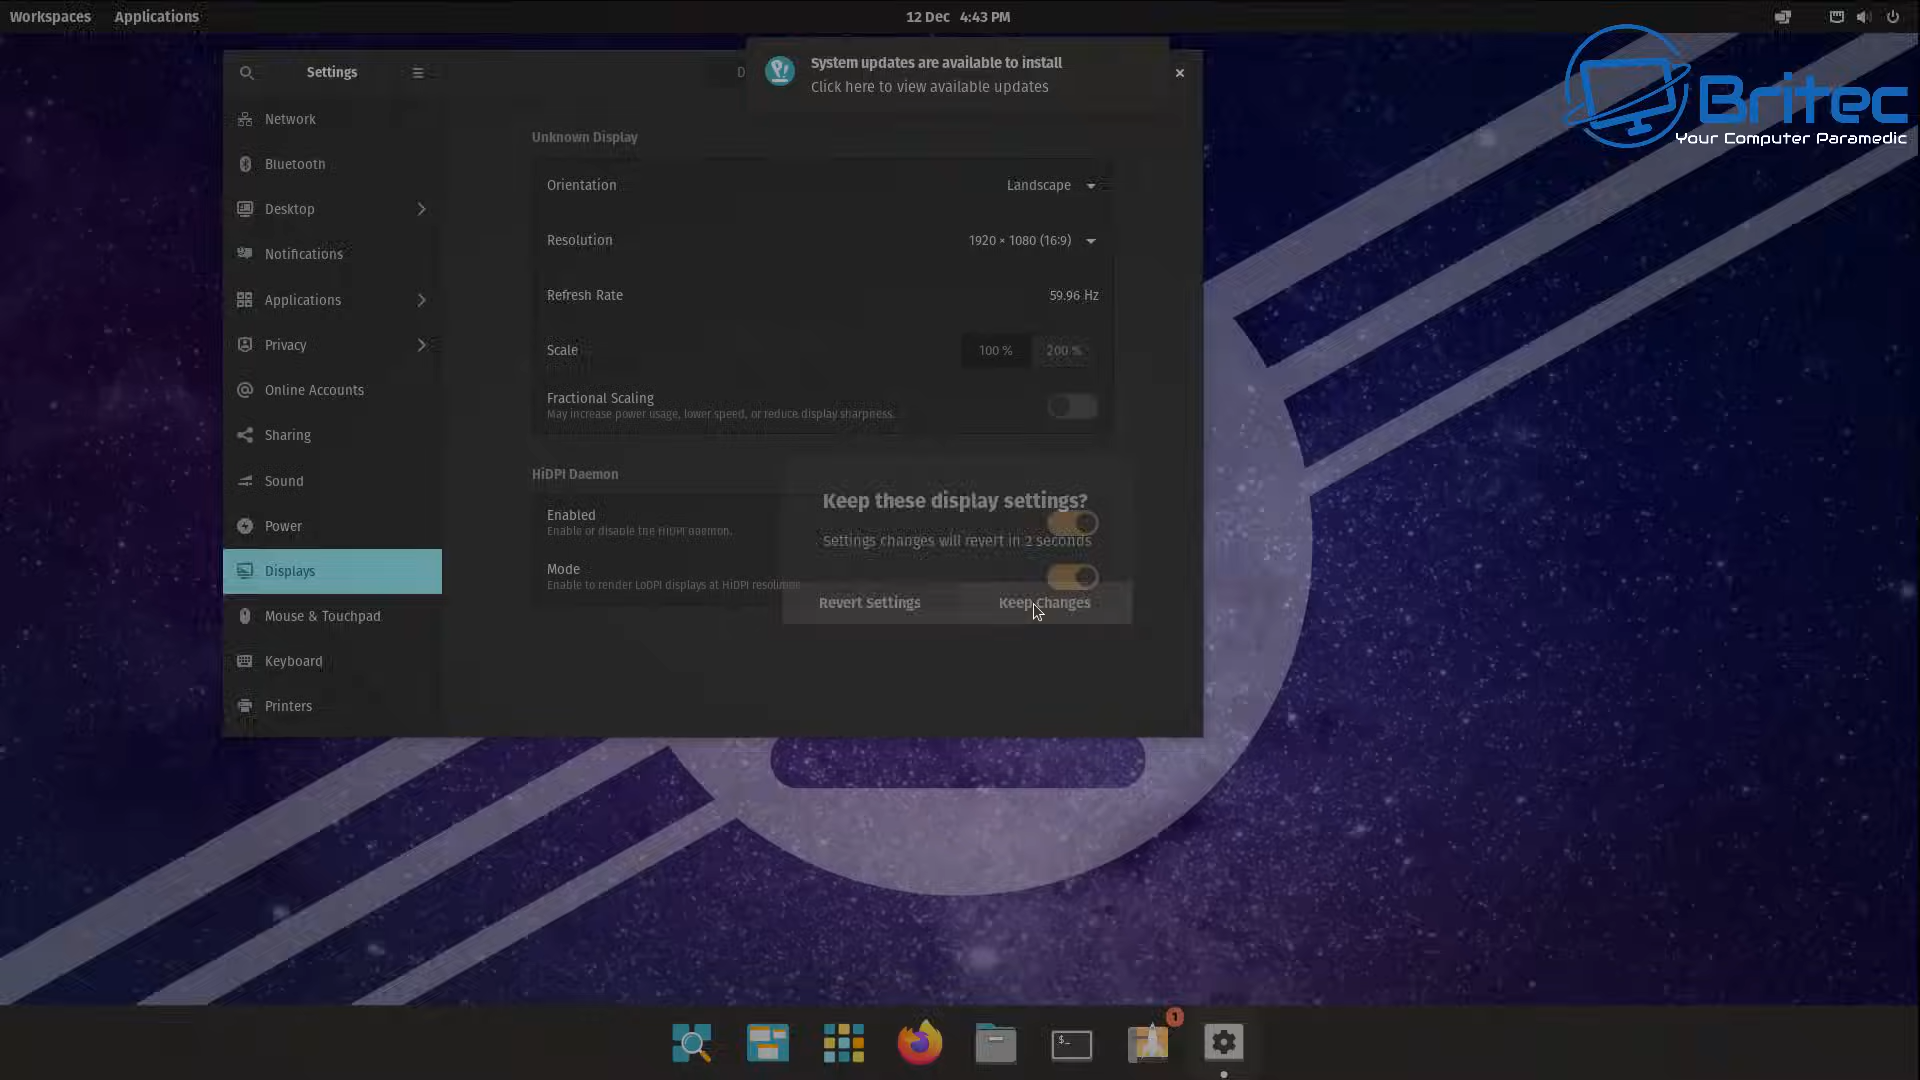 Workspaces Applications 12 Dec 4:43 PM
Britec
Your Computer Paramedic
Settings
D
System updates are available to install
Click here to view available updates
Network
Bluetooth
Desktop
Notifications
Applications
Privacy
Online Accounts
Sharing
Sound
Power
Displays
Mouse & Touchpad
Keyboard
Printers
Unknown Display
Orientation Landscape
Resolution 1920 × 1080 (16:9)
Refresh Rate 59.96 Hz
Scale 100 % 200 %
Fractional Scaling
May increase power usage, lower speed, or reduce display sharpness.
HiDPI Daemon
Enabled
Enable or disable the HiDPI daemon.
Mode
Enable to render LoDPI displays at HiDPI resolution
Keep these display settings?
Settings changes will revert in 2 seconds
Revert Settings Keep Changes
$_
1